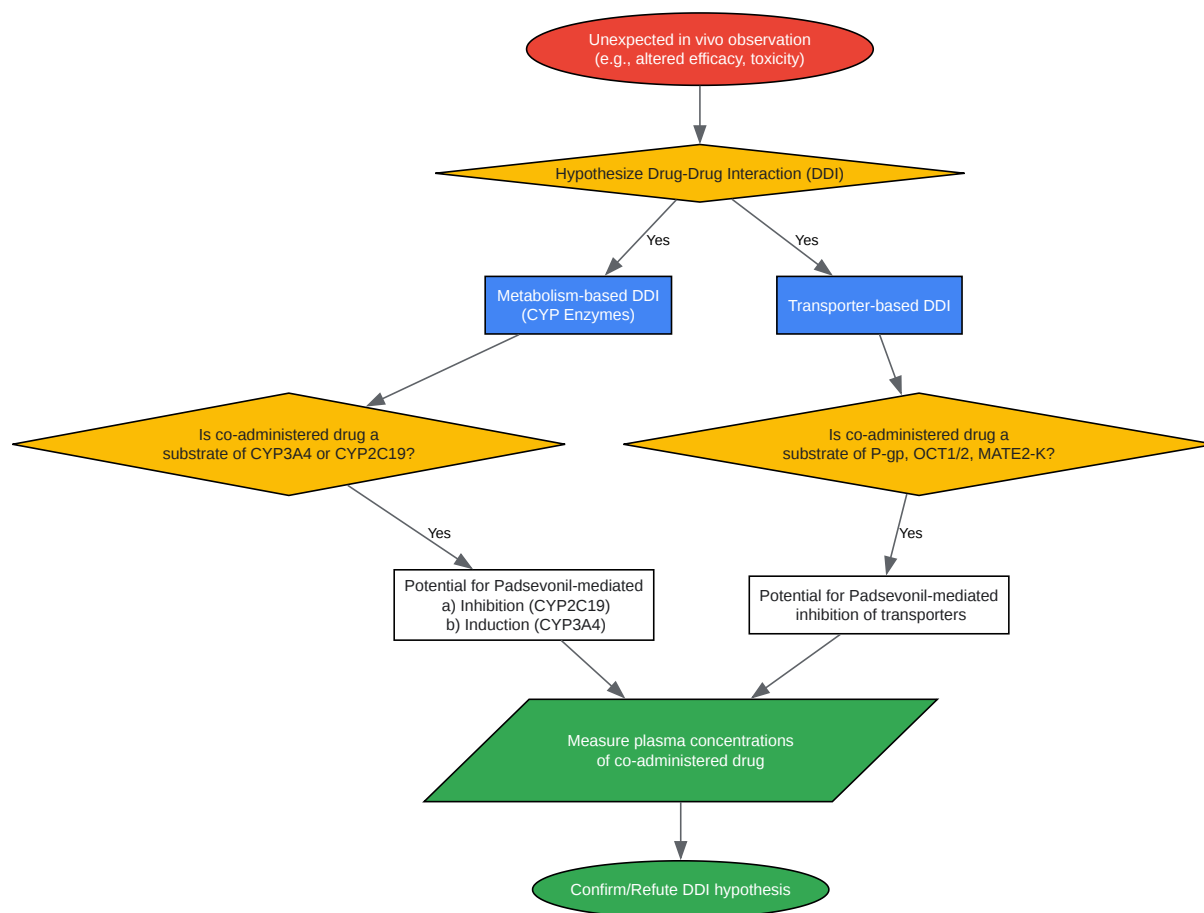 Unexpected in vivo observation
(e.g., altered efficacy, toxicity)
Hypothesize Drug-Drug Interaction (DDI)
Yes
Yes
Metabolism-based DDI
(CYP Enzymes)
Transporter-based DDI
Is co-administered drug a
substrate of CYP3A4 or CYP2C19?
Is co-administered drug a
substrate of P-gp, OCT1/2, MATE2-K?
Yes
Yes
Potential for Padsevonil-mediated
a) Inhibition (CYP2C19)
b) Induction (CYP3A4)
Potential for Padsevonil-mediated
inhibition of transporters
Measure plasma concentrations
of co-administered drug
Confirm/Refute DDI hypothesis